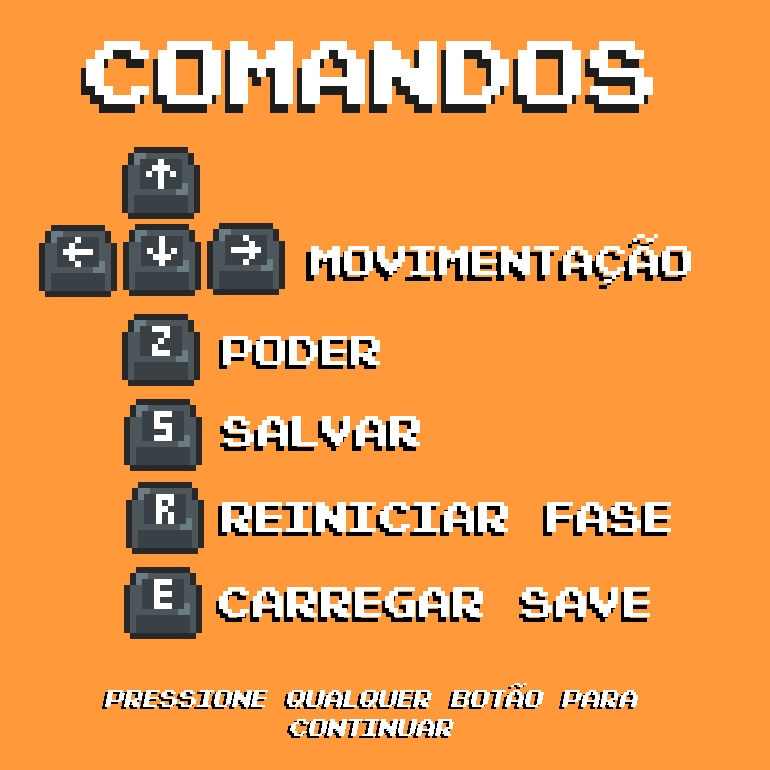 COMANDOS
↑
← ↓ → MOVIMENTAÇÃO
Z PODER
S SALVAR
R REINICIAR FASE
E CARREGAR SAVE
PRESSIONE QUALQUER BOTÃO PARA
CONTINUAR